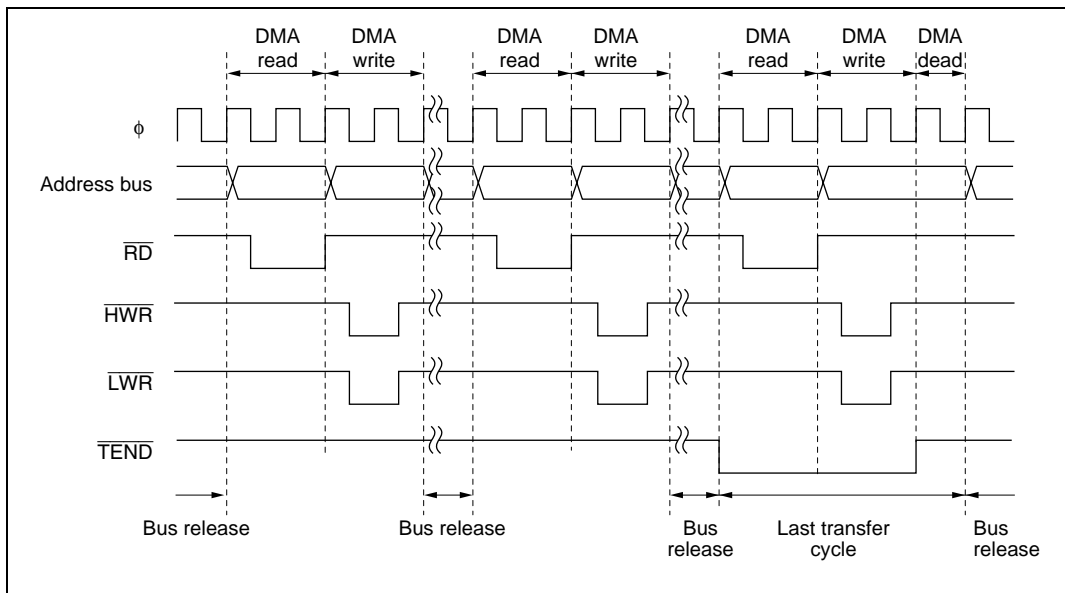 DMA read
DMA write
DMA read
DMA write
DMA read
DMA write
DMA dead
φ
Address bus
RD
HWR
LWR
TEND
Bus release
Bus release
Bus release
Last transfer cycle
Bus release